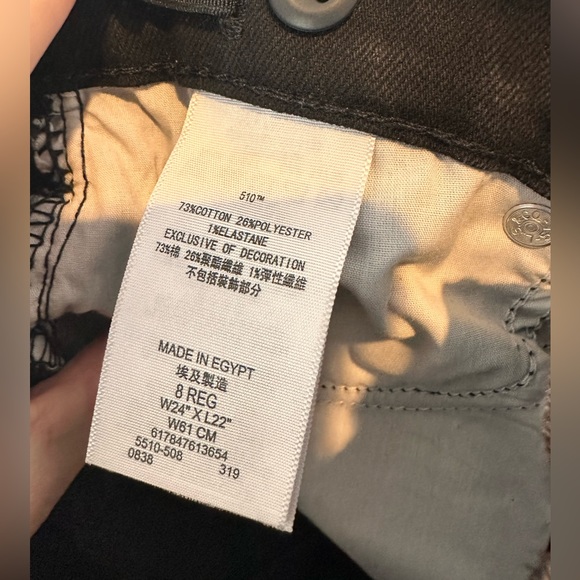 510™
73%COTTON 26%POLYESTER
1%ELASTANE
EXCLUSIVE OF DECORATION
73%棉 26%聚酯纖維 1%彈性纖維
不包括裝飾部分
MADE IN EGYPT
埃及製造
8 REG
W24" X L22"
W61 CM
617847613654
5510-508
0838 319